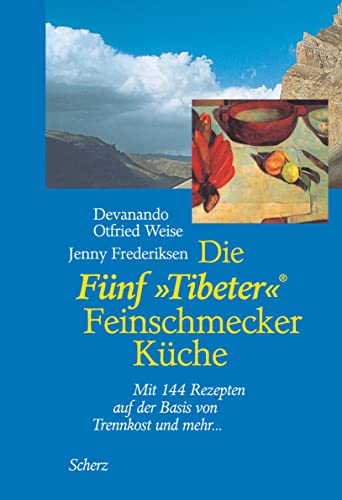 Devanando
Otfried Weise
Jenny Frederiksen
Die
Fünf »Tibeter«®
Feinschmecker
Küche
Mit 144 Rezepten
auf der Basis von
Trennkost und mehr...
Scherz